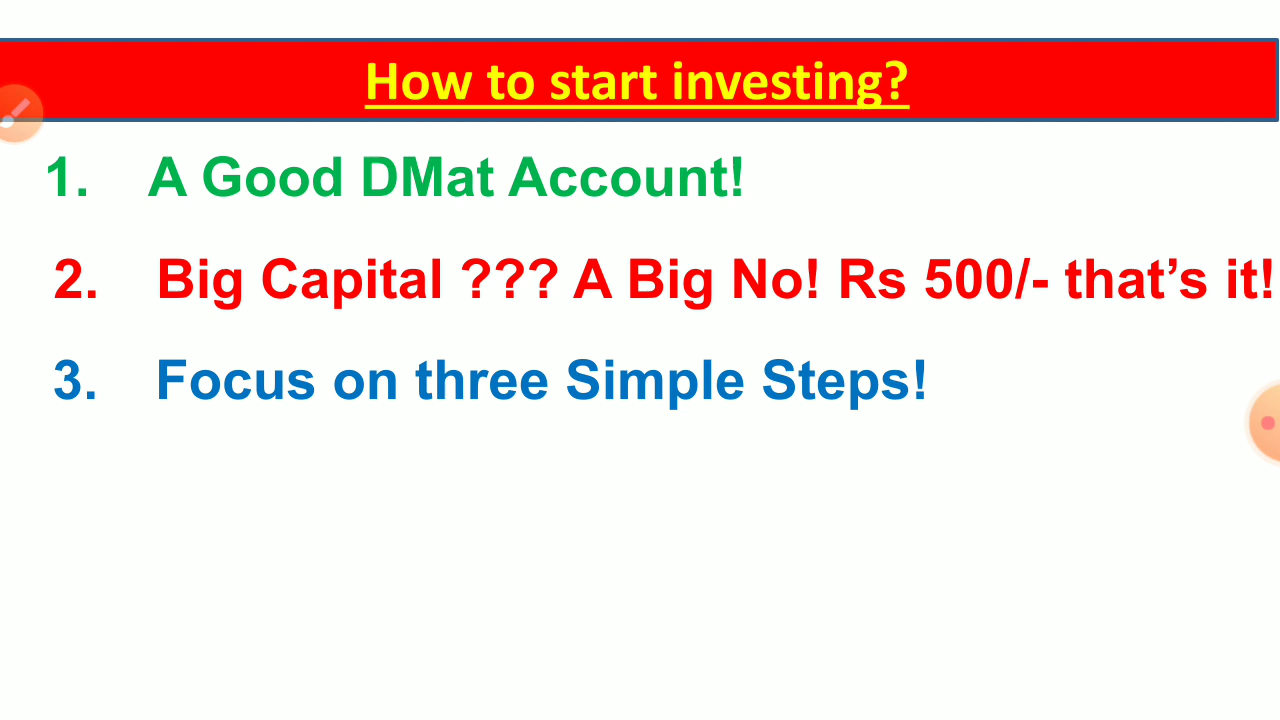 How to start investing?
1. A Good DMat Account!
2. Big Capital ??? A Big No! Rs 500/- that’s it!
3. Focus on three Simple Steps!